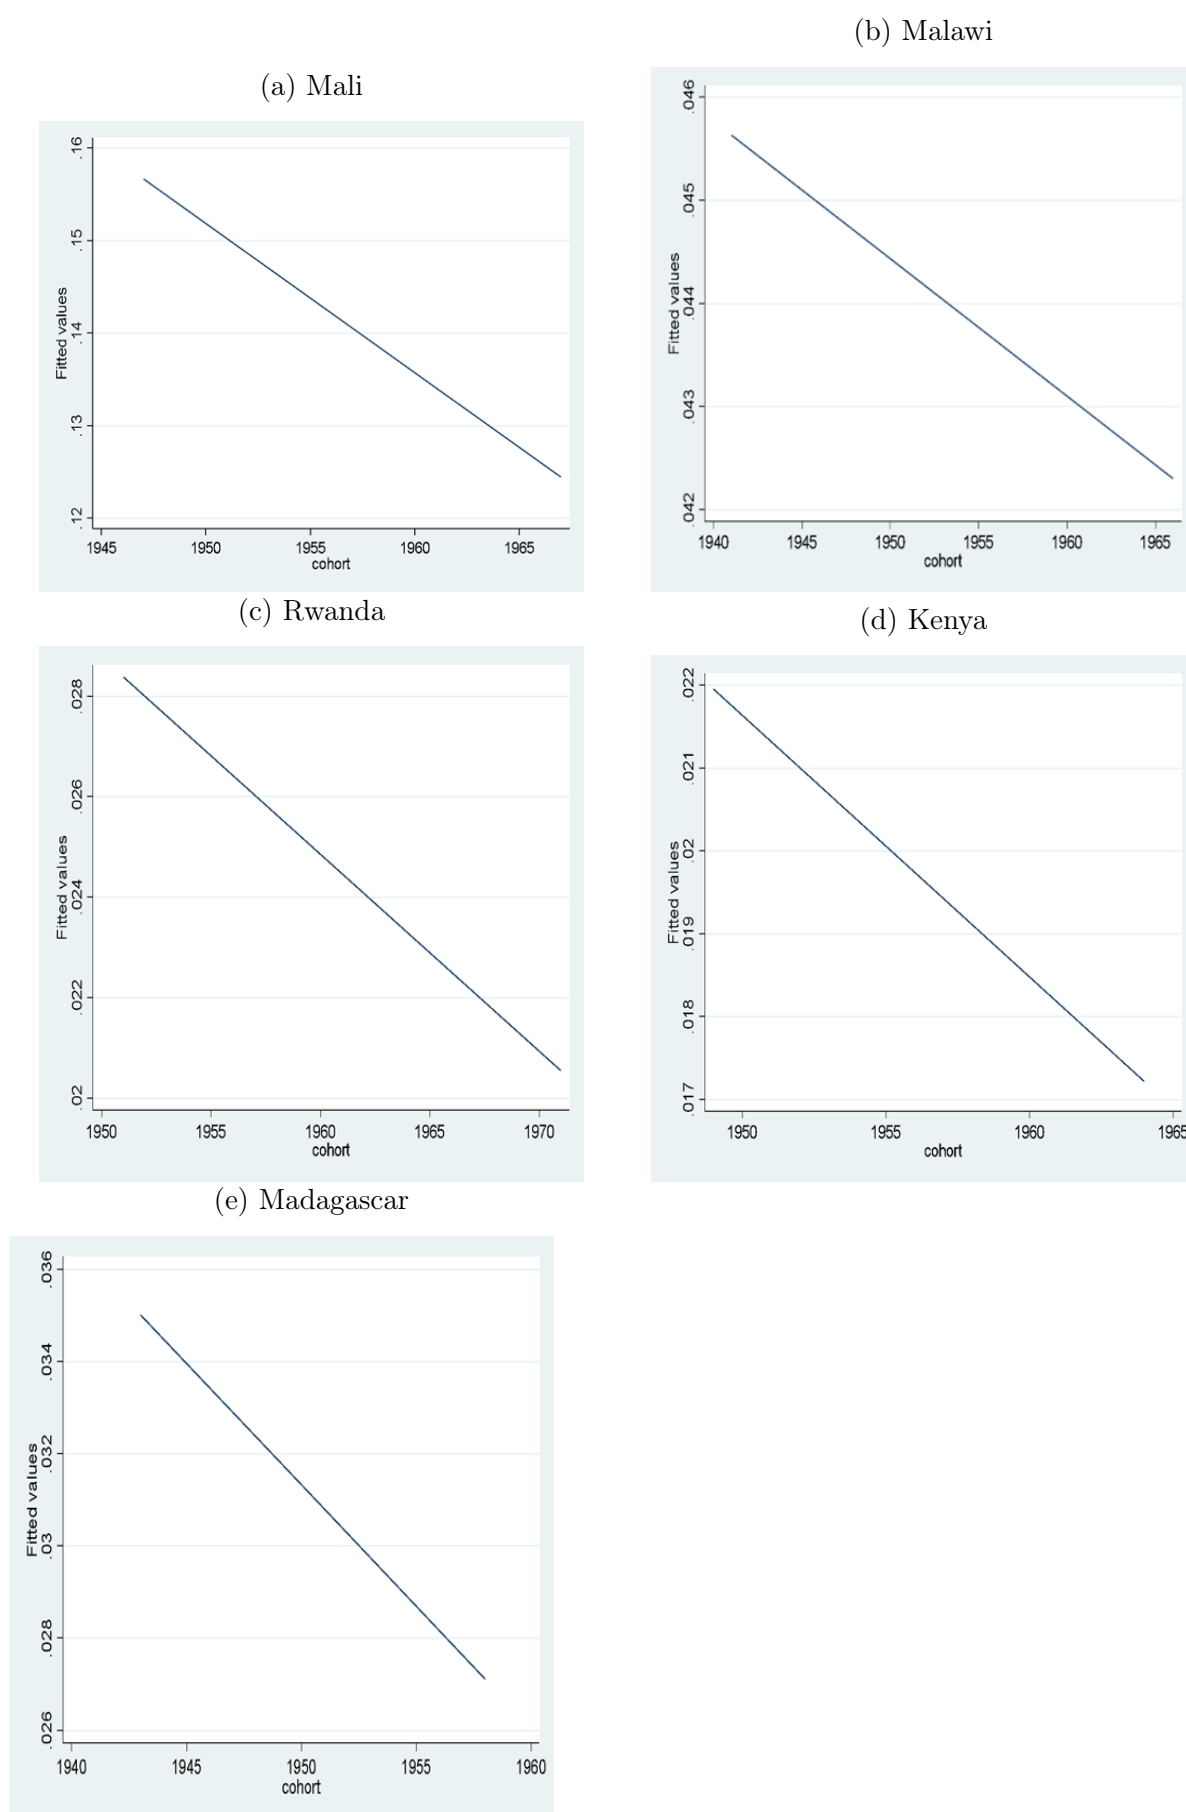 (a) Mali
.16
.15
.14
.13
.12
Fitted values
1945 1950 1955 1960 1965
cohort
(b) Malawi
.046
.045
.044
.043
.042
Fitted values
1940 1945 1950 1955 1960 1965
cohort
(c) Rwanda
.028
.026
.024
.022
.02
Fitted values
1950 1955 1960 1965 1970
cohort
(d) Kenya
.022
.021
.02
.019
.018
.017
Fitted values
1950 1955 1960 1965
cohort
(e) Madagascar
.036
.034
.032
.03
.028
.026
Fitted values
1940 1945 1950 1955 1960
cohort